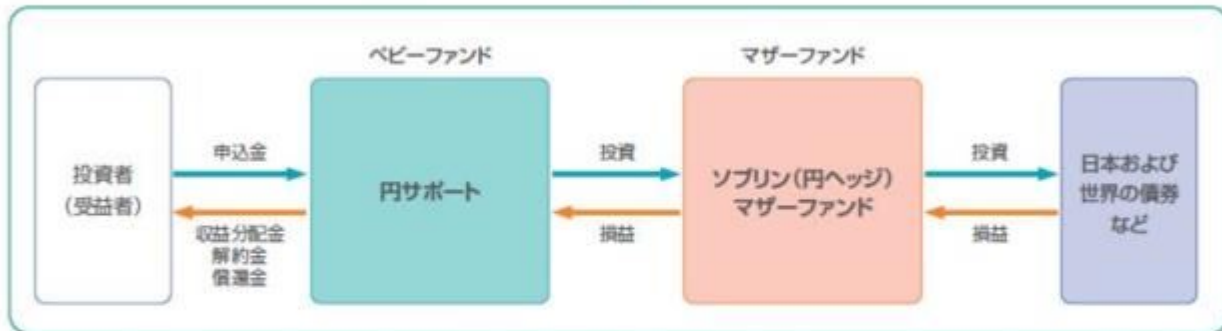 ベビーファンド
マザーファンド
投資者
（受益者）
申込金
収益分配金
解約金
償還金
円サポート
投資
損益
ソブリン（円ヘッジ）
マザーファンド
投資
損益
日本および
世界の債券
など